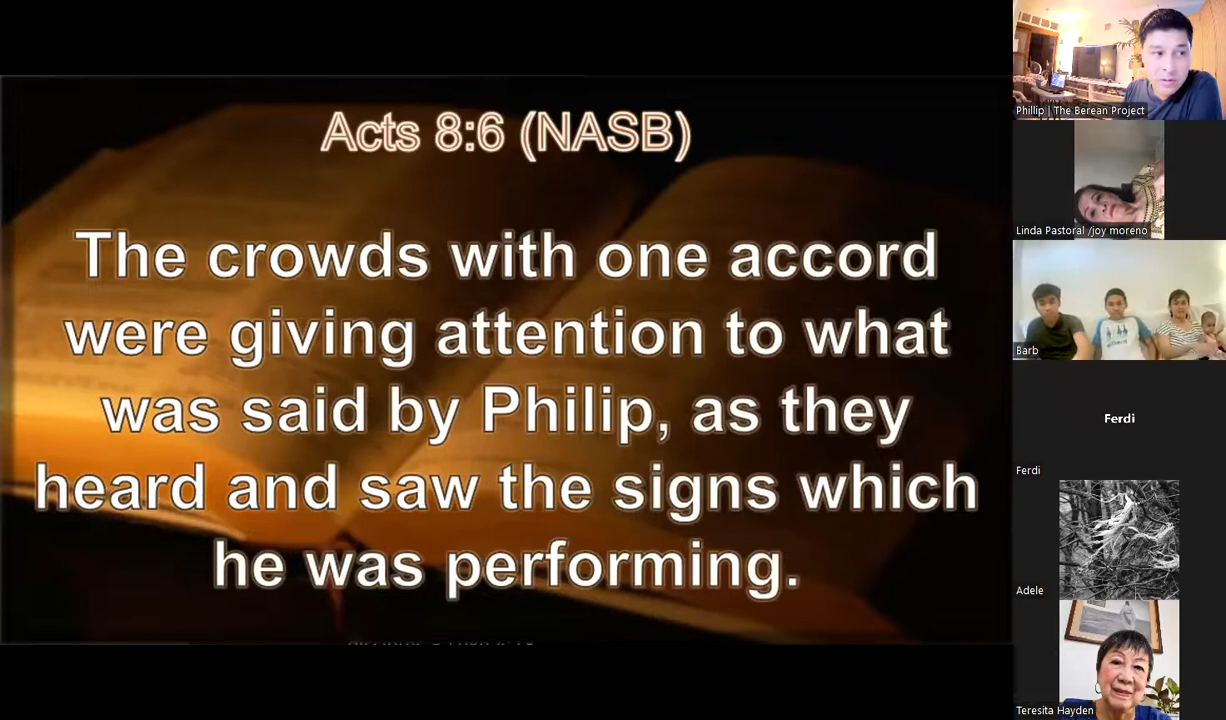 Acts 8:6 (NASB)
The crowds with one accord
were giving attention to what
was said by Philip, as they
heard and saw the signs which
he was performing.
Phillip | The Berean Project
Linda Pastoral /joy moreno
Barb
Ferdi
Ferdi
Adele
Teresita Hayden